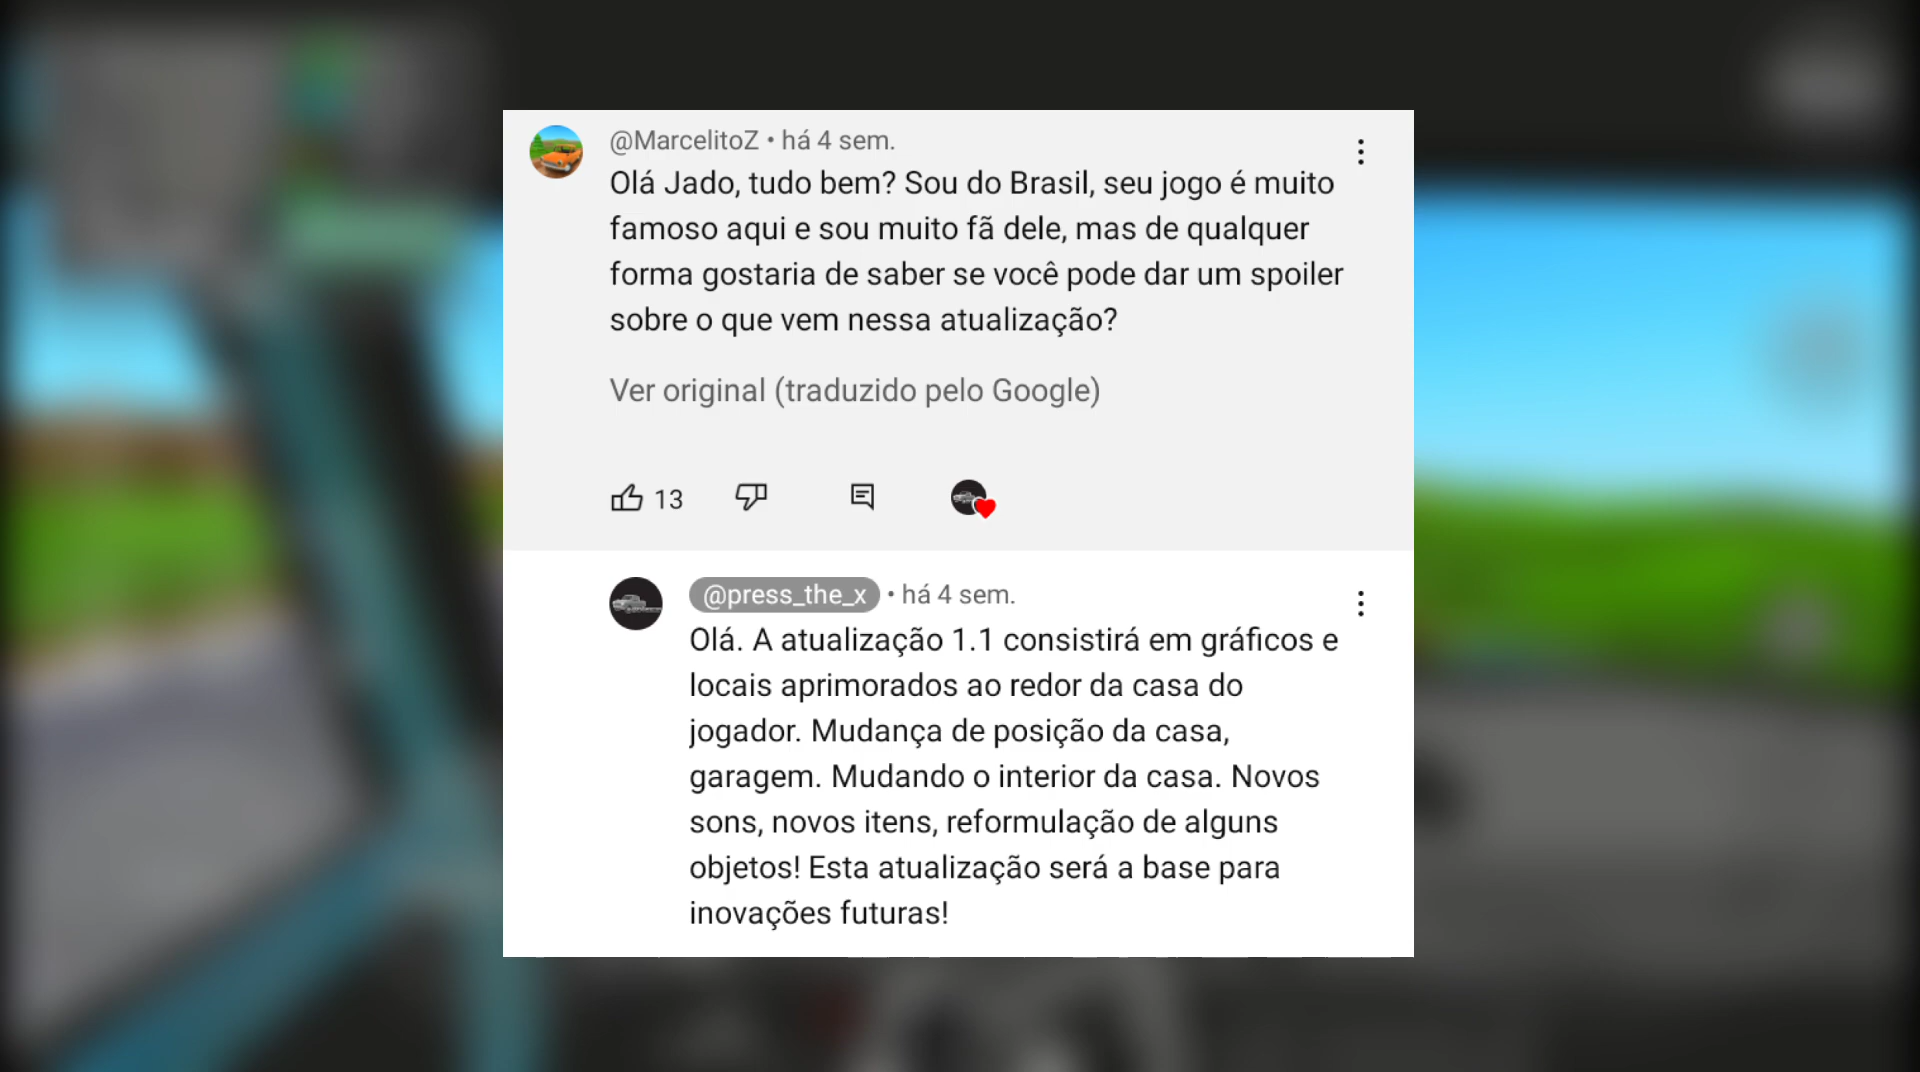 @MarcelitoZ • há 4 sem.
Olá Jado, tudo bem? Sou do Brasil, seu jogo é muito
famoso aqui e sou muito fã dele, mas de qualquer
forma gostaria de saber se você pode dar um spoiler
sobre o que vem nessa atualização?
Ver original (traduzido pelo Google)
13
@press_the_x • há 4 sem.
Olá. A atualização 1.1 consistirá em gráficos e
locais aprimorados ao redor da casa do
jogador. Mudança de posição da casa,
garagem. Mudando o interior da casa. Novos
sons, novos itens, reformulação de alguns
objetos! Esta atualização será a base para
inovações futuras!